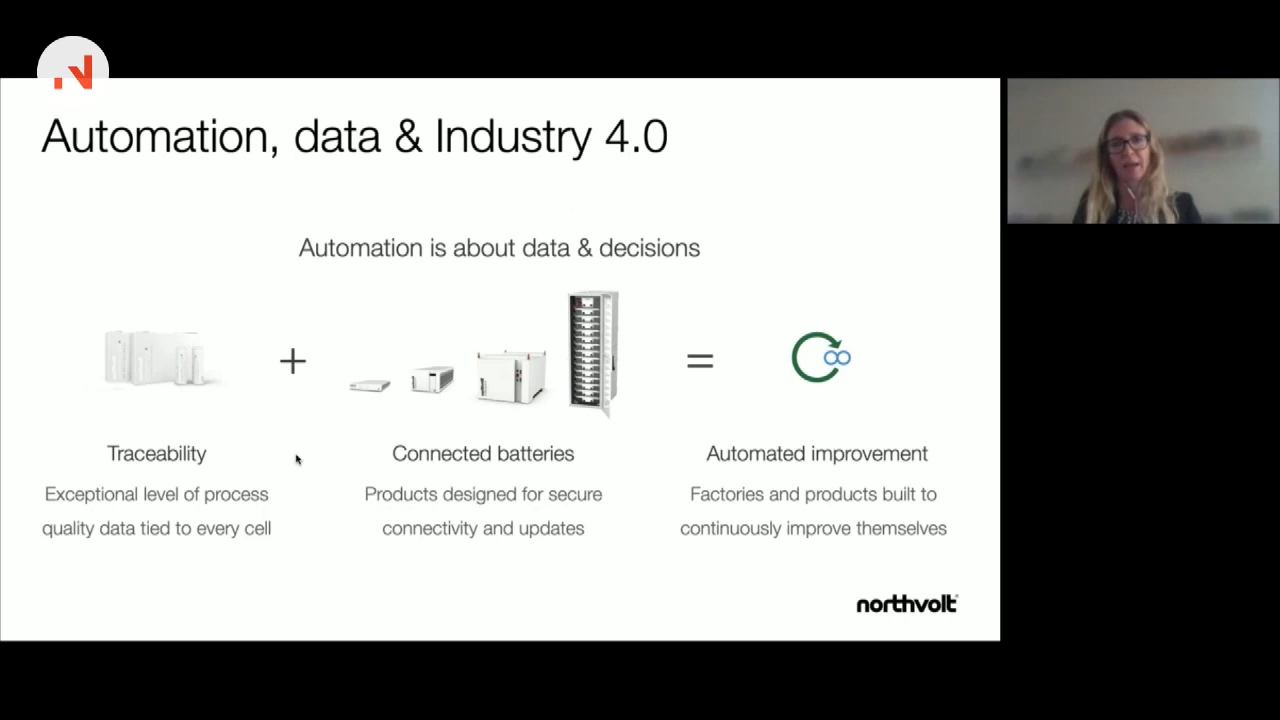 Automation, data & Industry 4.0
Automation is about data & decisions
+
=
Traceability
Exceptional level of process
quality data tied to every cell
Connected batteries
Products designed for secure
connectivity and updates
Automated improvement
Factories and products built to
continuously improve themselves
northvolt